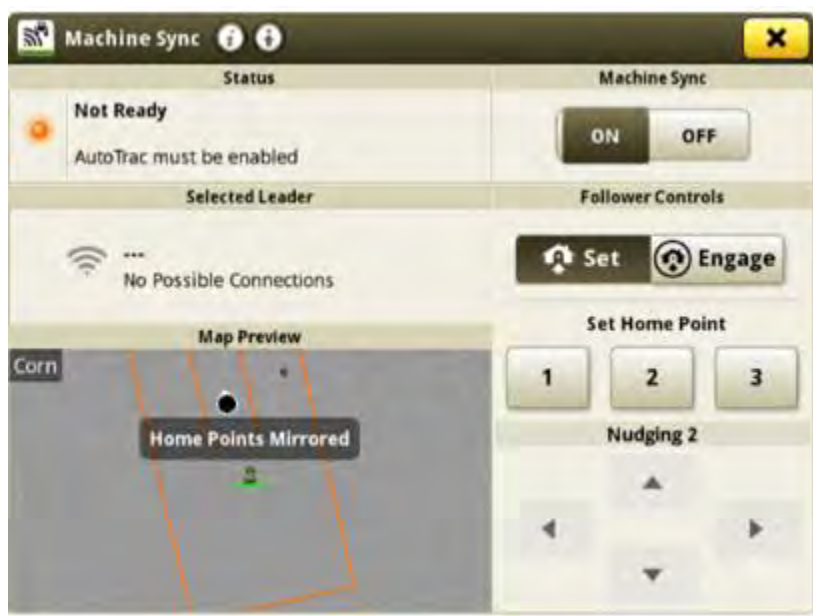 Machine Sync
Status
Not Ready
AutoTrac must be enabled
Machine Sync
ON OFF
Selected Leader
---
No Possible Connections
Follower Controls
Set Engage
Map Preview
Corn
Home Points Mirrored
Set Home Point
1 2 3
Nudging 2